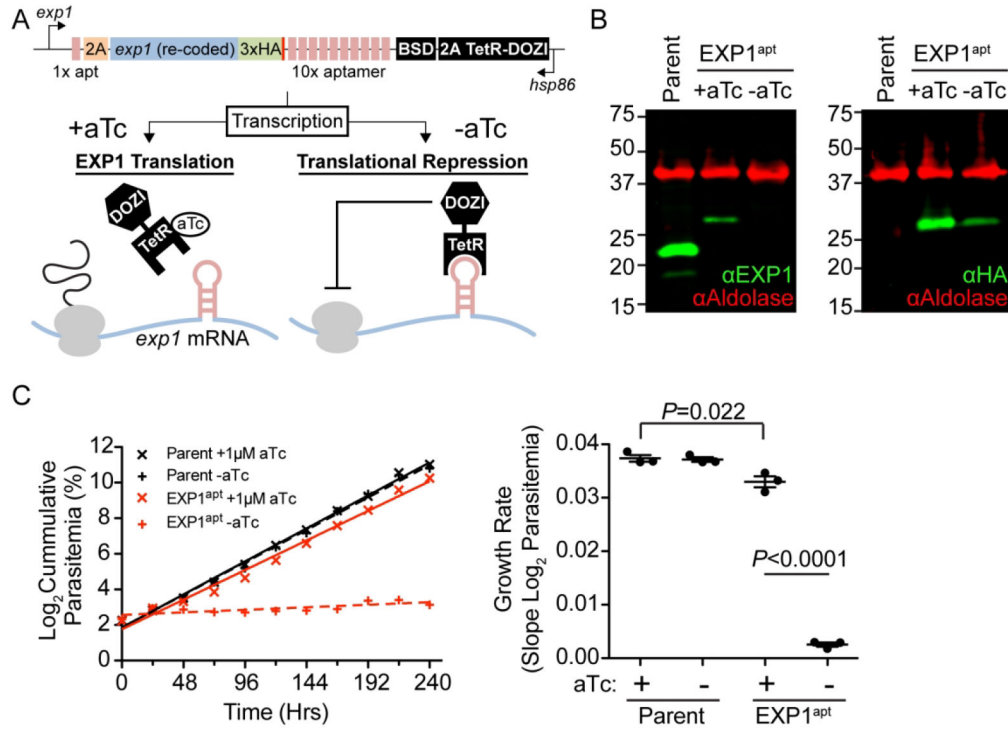 A
exp1
2A exp1 (re-coded) 3xHA BSD 2A TetR-DOZI
1x apt 10x aptamer hsp86
+aTc Transcription -aTc
EXP1 Translation Translational Repression
DOZI DOZI
TetR aTc TetR
exp1 mRNA
B
Parent EXP1apt
+aTc -aTc
75
50
37
25
20
15
αEXP1
αAldolase
Parent EXP1apt
+aTc -aTc
75
50
37
25
20
15
αHA
αAldolase
C
Log2Cummulative
Parasitemia (%)
12
10
8
6
4
2
0
Parent +1μM aTc
Parent -aTc
EXP1apt +1μM aTc
EXP1apt -aTc
0 48 96 144 192 240
Time (Hrs)
Growth Rate
(Slope Log2 Parasitemia)
0.04
0.03
0.02
0.01
0.00
P=0.022
P<0.0001
aTc: + - + -
Parent EXP1apt